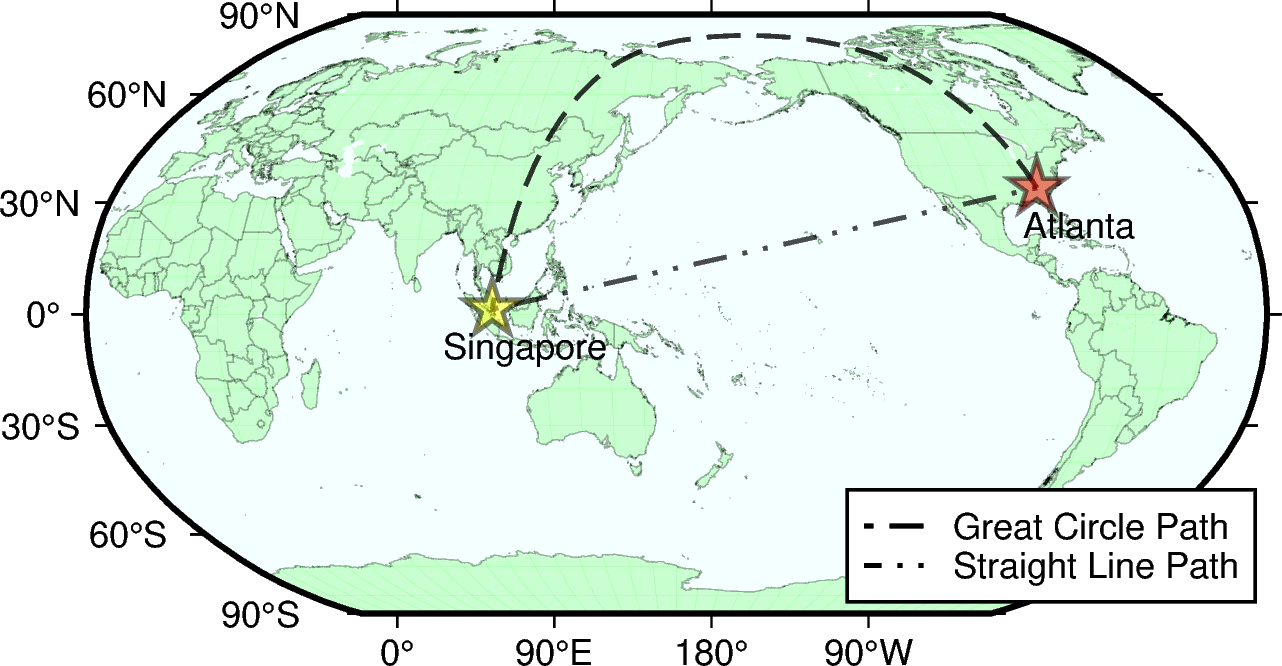 90°N
60°N
30°N
Atlanta
0°
Singapore
30°S
60°S
Great Circle Path
Straight Line Path
90°S
0° 90°E 180° 90°W